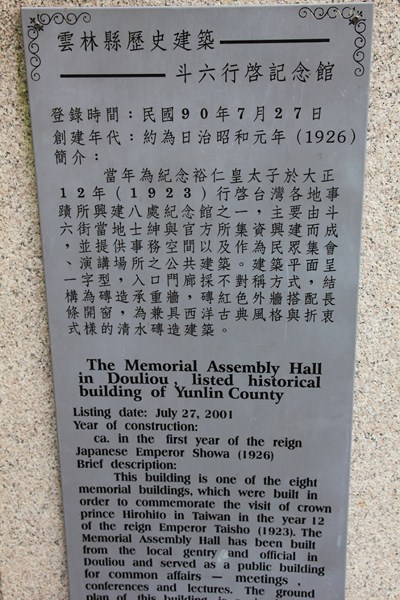 雲林縣歷史建築
斗六行啓記念館
登錄時間：民國90年7月27日
創建年代：約為日治昭和元年(1926)
簡介：
當年為紀念裕仁皇太子於大正
12年(1923)行啓台灣各地事
蹟所興建八處紀念館之一，主要由斗
六街當地士紳與官方所集資興建而成
，並提供事務空間以及作為民眾集會
、演講場所之公共建築。建築平面呈
一字型，入口門廊採不對稱方式，結
構為磚造承重牆，磚紅色外牆搭配長
條開窗，為兼具西洋古典風格與折衷
式樣的清水磚造建築。
The Memorial Assembly Hall
in Douliou , listed historical
building of Yunlin County
Listing date: July 27, 2001
Year of construction:
ca. in the first year of the reign
Japanese Emperor Showa (1926)
Brief description:
This building is one of the eight
memorial buildings, which were built in
order to commemorate the visit of crown
prince Hirohito in Taiwan in the year 12
of the reign Emperor Taisho (1923). The
Memorial Assembly Hall has been built
from the local gentry and official in
Douliou and served as a public building
for common affairs — meetings ,
conferences and lectures. The ground
plan of this building is